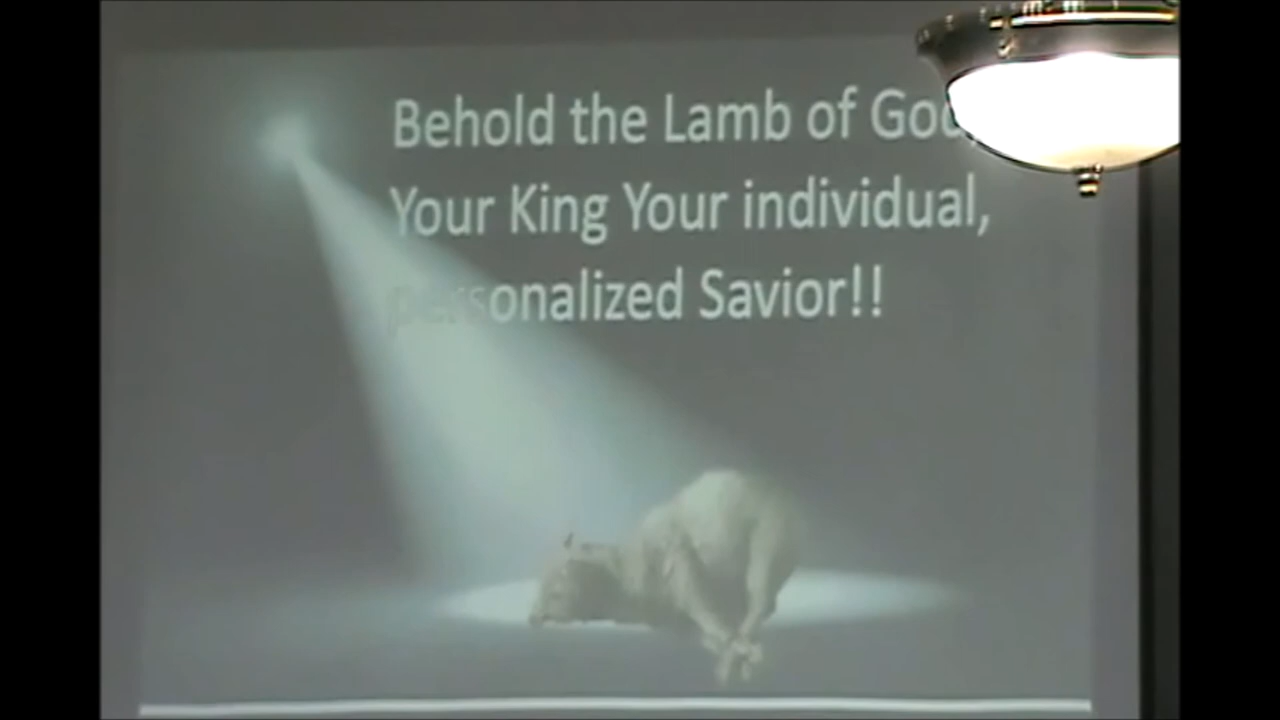 Behold the Lamb of God
Your King Your individual,
personalized Savior!!